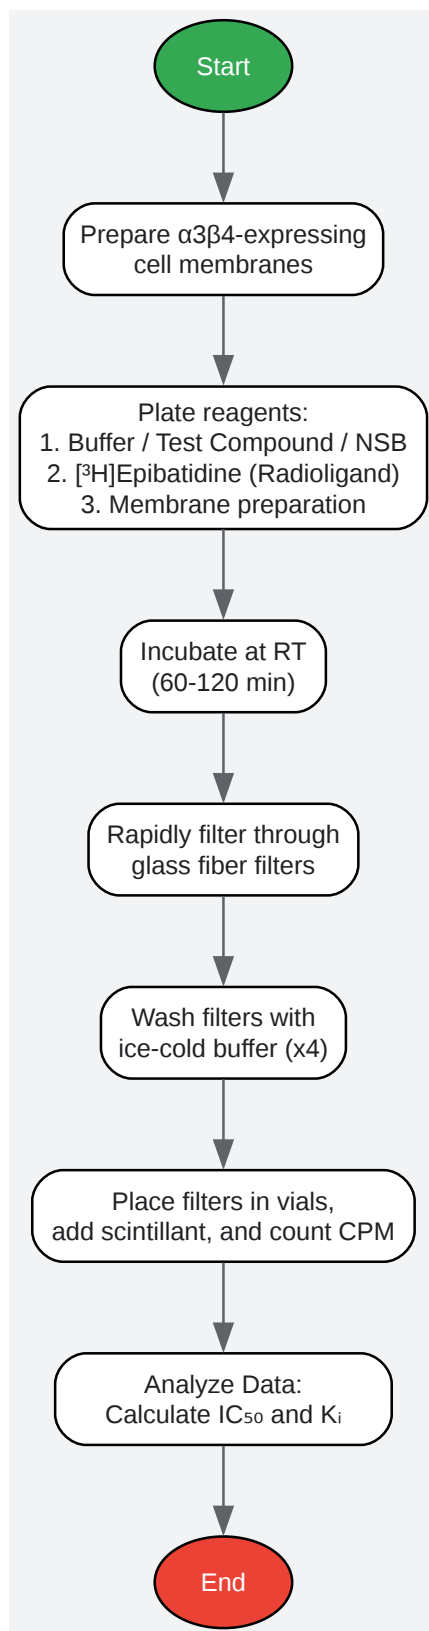 Start
Prepare α3β4-expressing
cell membranes
Plate reagents:
1. Buffer / Test Compound / NSB
2. [³H]Epibatidine (Radioligand)
3. Membrane preparation
Incubate at RT
(60-120 min)
Rapidly filter through
glass fiber filters
Wash filters with
ice-cold buffer (x4)
Place filters in vials,
add scintillant, and count CPM
Analyze Data:
Calculate IC₅₀ and Kᵢ
End